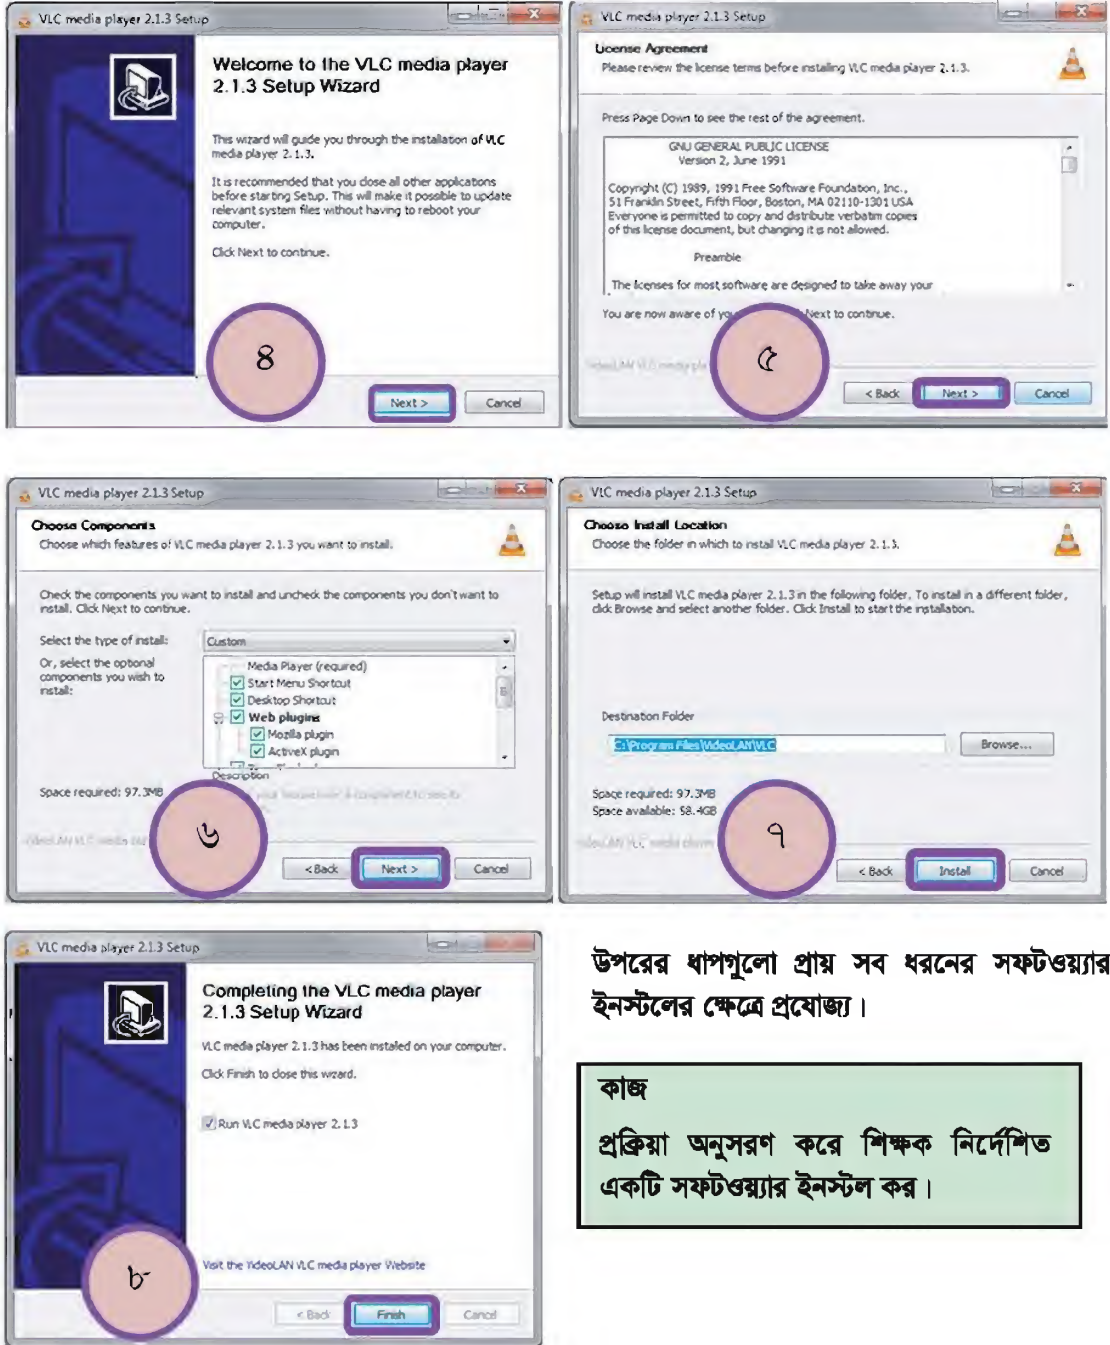 VLC media player 2.1.3 Setup
Welcome to the VLC media player
2.1.3 Setup Wizard
This wizard will guide you through the installation of VLC
media player 2.1.3.
It is recommended that you close all other applications
before starting Setup. This will make it possible to update
relevant system files without having to reboot your
computer.
Click Next to continue.
৪
Next >
Cancel
VLC media player 2.1.3 Setup
License Agreement
Please review the license terms before installing VLC media player 2.1.3.
Press Page Down to see the rest of the agreement.
GNU GENERAL PUBLIC LICENSE
Version 2, June 1991
Copyright (C) 1989, 1991 Free Software Foundation, Inc.,
51 Franklin Street, Fifth Floor, Boston, MA 02110-1301 USA
Everyone is permitted to copy and distribute verbatim copies
of this license document, but changing it is not allowed.
Preamble
The licenses for most software are designed to take away your
You are now aware of Next to continue.
৫
< Back
Next >
Cancel
VLC media player 2.1.3 Setup
Choose Components
Choose which features of VLC media player 2.1.3 you want to install.
Check the components you want to install and uncheck the components you don't want to
install. Click Next to continue.
Select the type of install:
Custom
Or, select the optional
components you wish to
install:
Media Player (required)
Start Menu Shortcut
Desktop Shortcut
Web plugins
Mozilla plugin
ActiveX plugin
Description
Space required: 97.3MB
৬
< Back
Next >
Cancel
VLC media player 2.1.3 Setup
Choose Install Location
Choose the folder in which to install VLC media player 2.1.3.
Setup will install VLC media player 2.1.3 in the following folder. To install in a different folder,
click Browse and select another folder. Click Install to start the installation.
Destination Folder
C:\Program Files\VideoLAN\VLC
Browse...
Space required: 97.3MB
Space available: 58.4GB
VideoLAN VLC media player
৭
< Back
Install
Cancel
VLC media player 2.1.3 Setup
Completing the VLC media player
2.1.3 Setup Wizard
VLC media player 2.1.3 has been installed on your computer.
Click Finish to close this wizard.
Run VLC media player 2.1.3
Visit the VideoLAN VLC media player Website
৮
< Back
Finish
Cancel
উপরের ধাপগুলো প্রায় সব ধরনের সফটওয়্যার
ইনস্টলের ক্ষেত্রে প্রযোজ্য।
কাজ
প্রক্রিয়া অনুসরণ করে শিক্ষক নির্দেশিত
একটি সফটওয়্যার ইনস্টল কর।